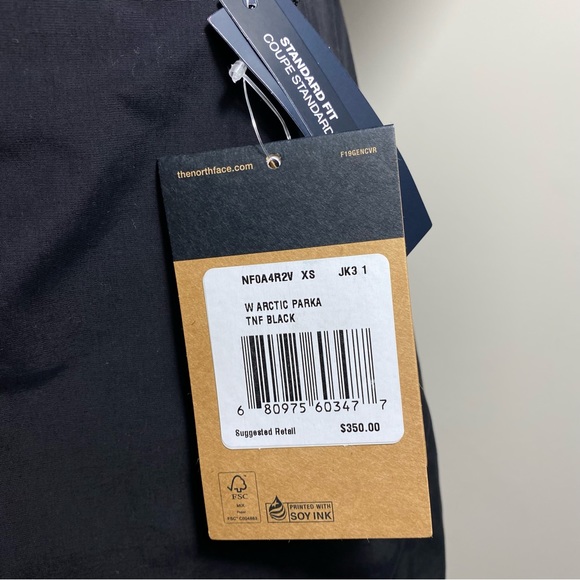 STANDARD FIT
COUPE STANDARD
thenorthface.com
F19GENCVR
NF0A4R2V XS JK3 1
W ARCTIC PARKA
TNF BLACK
6 80975 60347 7
Suggested Retail $350.00
FSC
PRINTED WITH
SOY INK